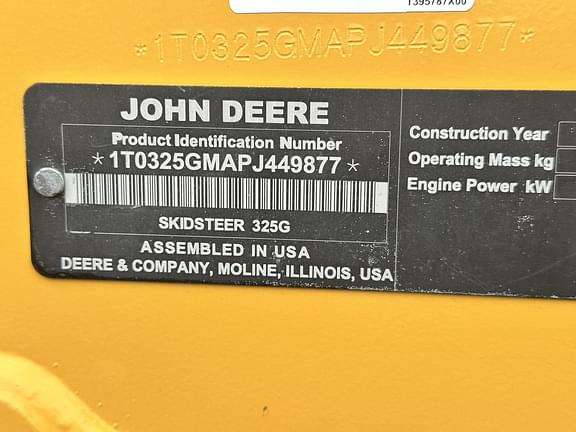 T395787X00
*1T0325GMAPJ449877*
JOHN DEERE
Product Identification Number
*1T0325GMAPJ449877*
SKIDSTEER 325G
ASSEMBLED IN USA
DEERE & COMPANY, MOLINE, ILLINOIS, USA
Construction Year
Operating Mass kg
Engine Power kW